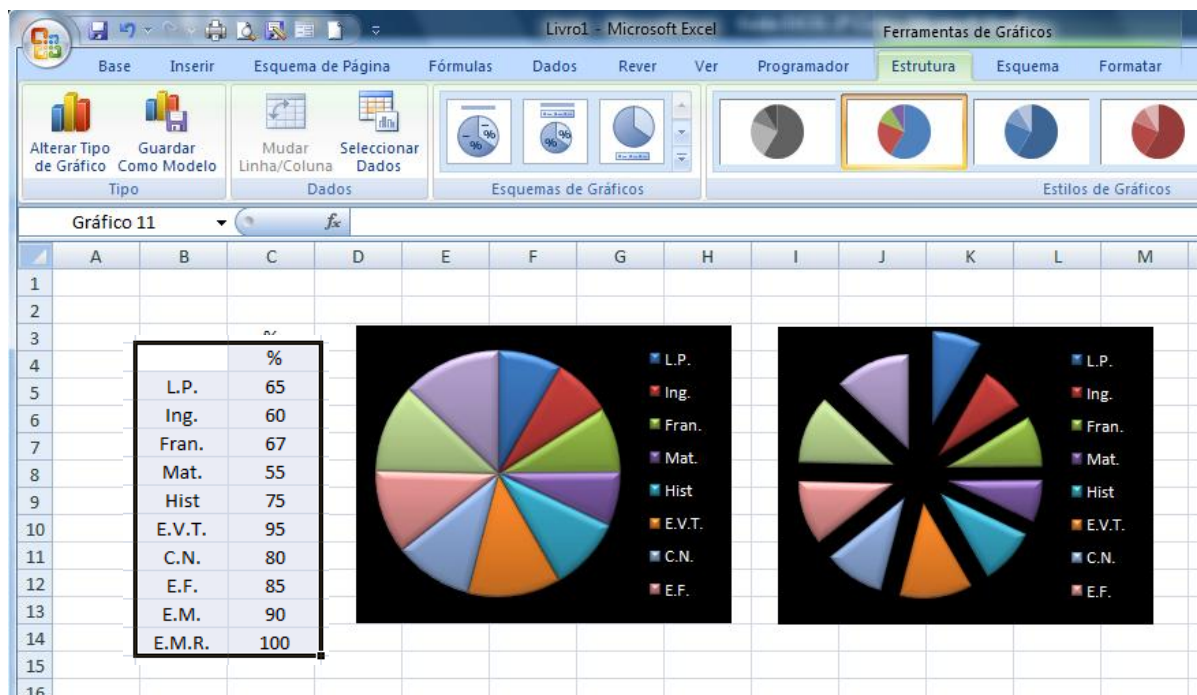 Livro1 - Microsoft Excel
Ferramentas de Gráficos
Base Inserir Esquema de Página Fórmulas Dados Rever Ver Programador Estrutura Esquema Formatar
Alterar Tipo de Gráfico
Guardar Como Modelo
Mudar Linha/Coluna
Seleccionar Dados
Tipo Dados Esquemas de Gráficos Estilos de Gráficos
Gráfico 11 fx
A B C D E F G H I J K L M
1
2
3 %
4 %
5 L.P. 65
6 Ing. 60
7 Fran. 67
8 Mat. 55
9 Hist 75
10 E.V.T. 95
11 C.N. 80
12 E.F. 85
13 E.M. 90
14 E.M.R. 100
15
16
L.P.
Ing.
Fran.
Mat.
Hist
E.V.T.
C.N.
E.F.
L.P.
Ing.
Fran.
Mat.
Hist
E.V.T.
C.N.
E.F.